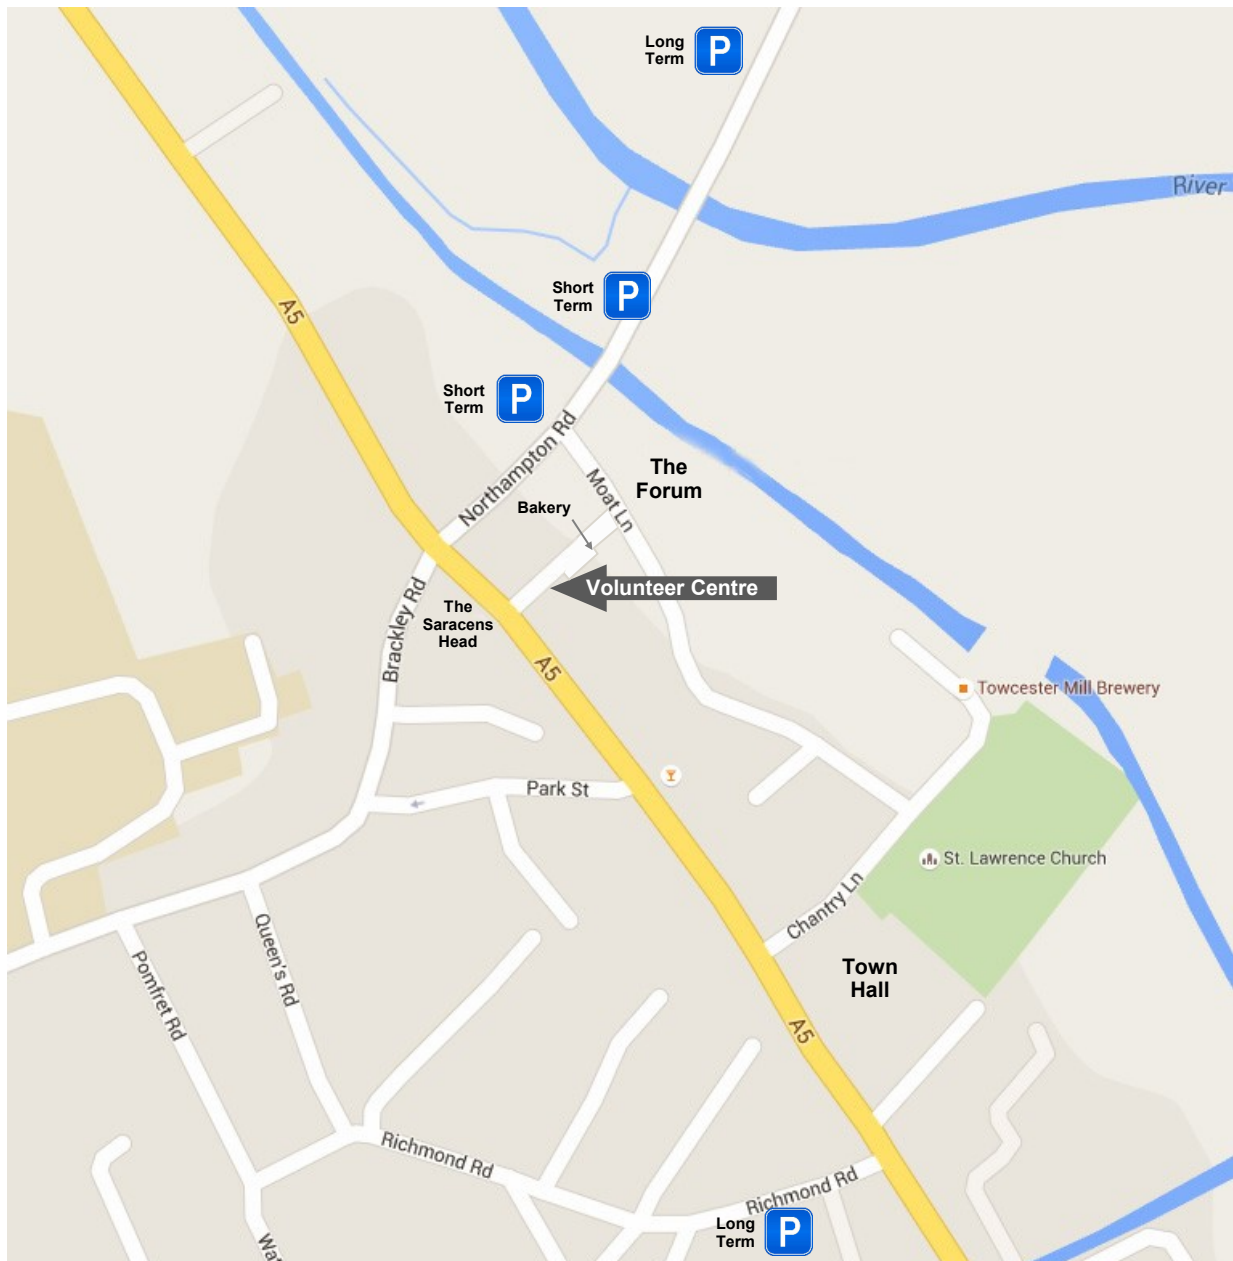 Long
Term
P
River
Short
Term
P
A5
Short
Term
P
Northampton Rd
The
Forum
Moat Ln
Bakery
Volunteer Centre
Brackley Rd
The
Saracens
Head
A5
Towcester Mill Brewery
Park St
St. Lawrence Church
Chantry Ln
Queen's Rd
Pomfret Rd
Town
Hall
A5
Richmond Rd
Richmond Rd
Long
Term
P